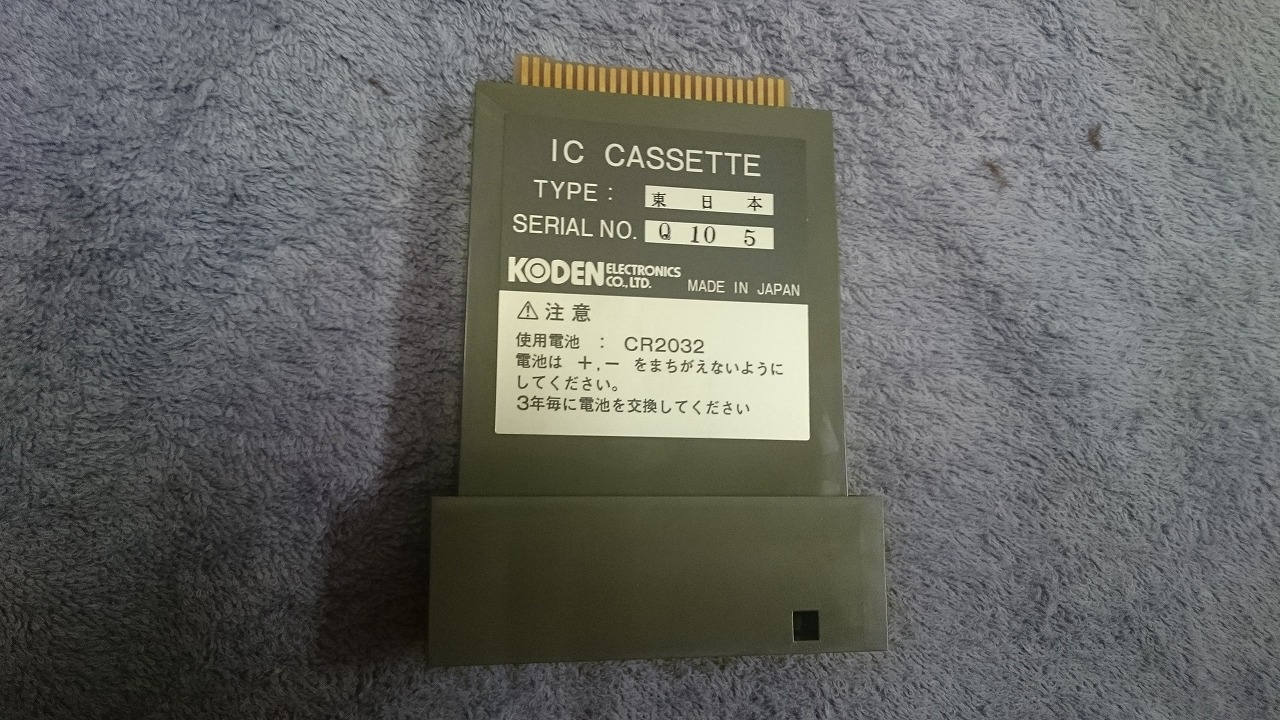 IC CASSETTE
TYPE : 東 日 本
SERIAL NO. Q 10 5
KODEN ELECTRONICS CO., LTD. MADE IN JAPAN
⚠ 注意
使用電池 : CR2032
電池は +,− をまちがえないように
してください。
3年毎に電池を交換してください